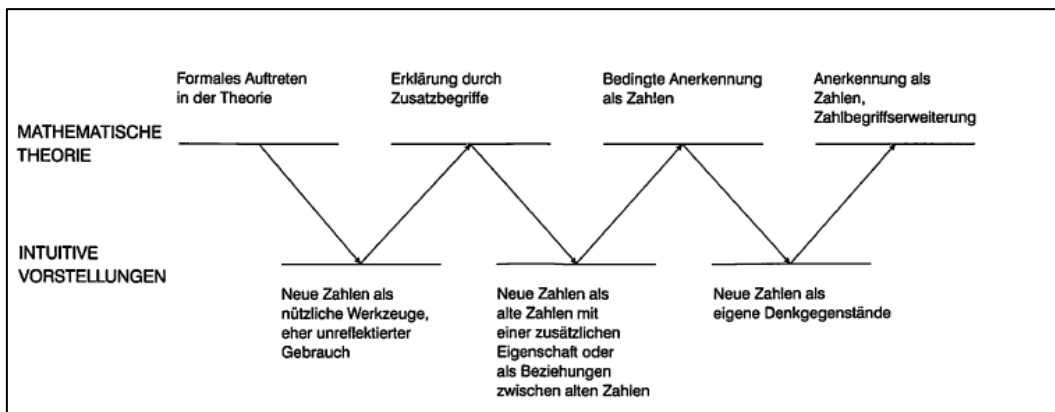 Formales Auftreten
in der Theorie
Erklärung durch
Zusatzbegriffe
Bedingte Anerkennung
als Zahlen
Anerkennung als
Zahlen,
Zahlbegriffserweiterung
MATHEMATISCHE
THEORIE
INTUITIVE
VORSTELLUNGEN
Neue Zahlen als
nützliche Werkzeuge,
eher unreflektierter
Gebrauch
Neue Zahlen als
alte Zahlen mit
einer zusätzlichen
Eigenschaft oder
als Beziehungen
zwischen alten Zahlen
Neue Zahlen als
eigene Denkgegenstände